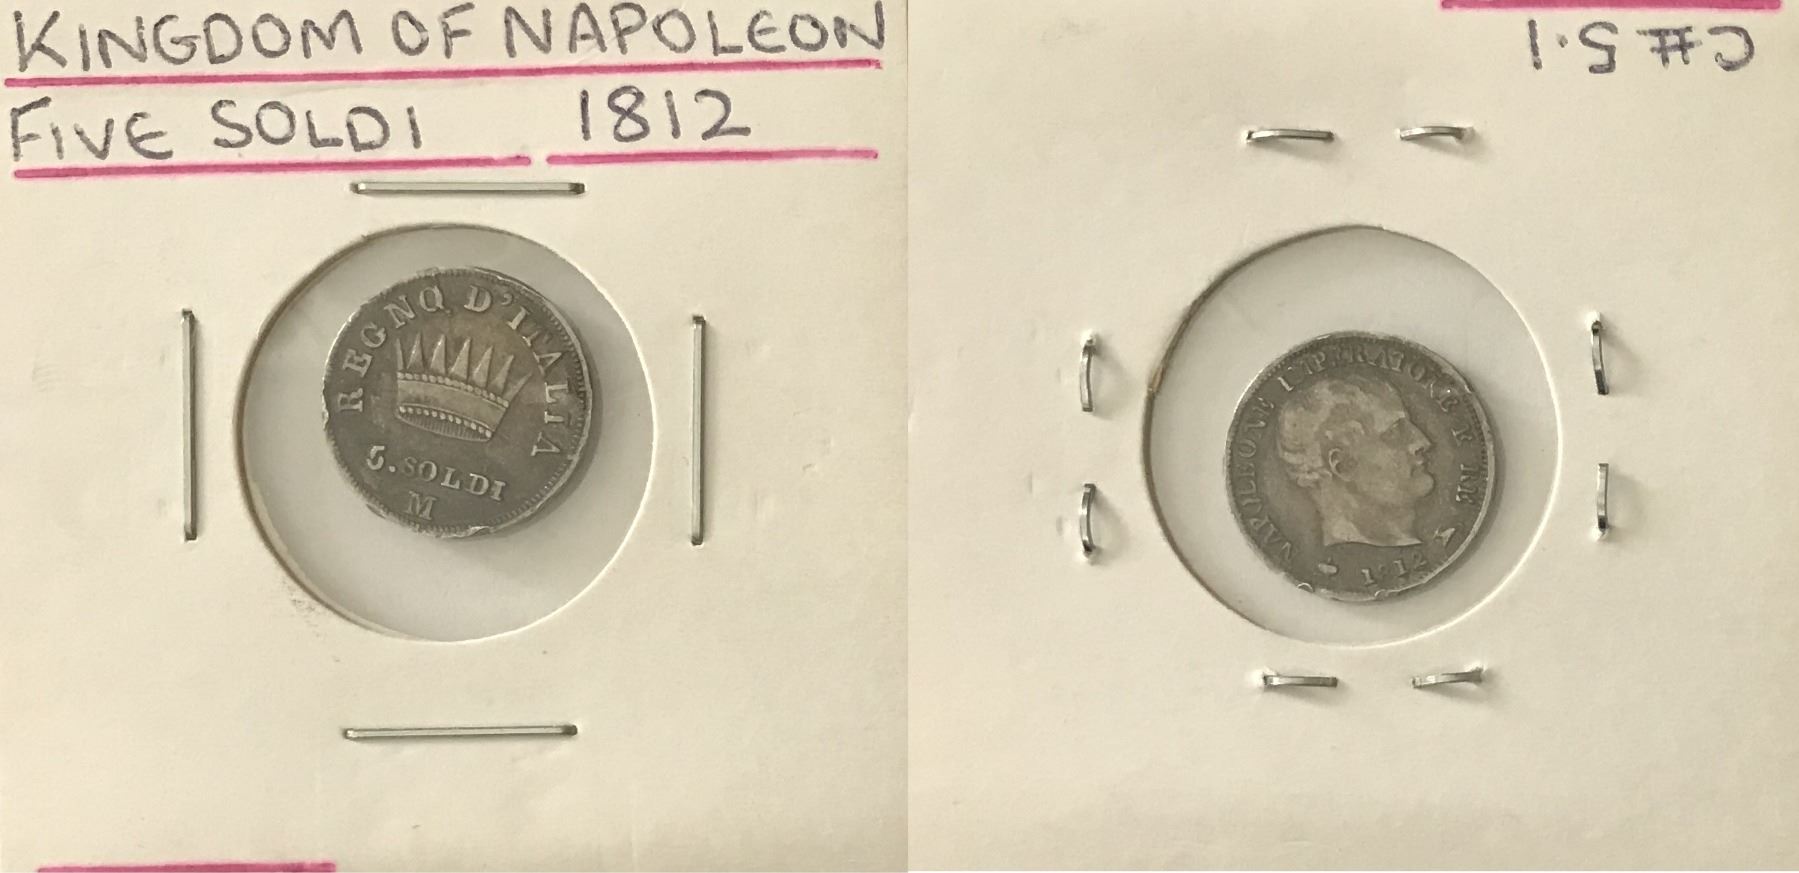 KINGDOM OF NAPOLEON
FIVE SOLDI 1812
REGNO D'ITALIA
5. SOLDI
M
C# 5.1
NAPOLEONE IMPERATORE E RE
1812